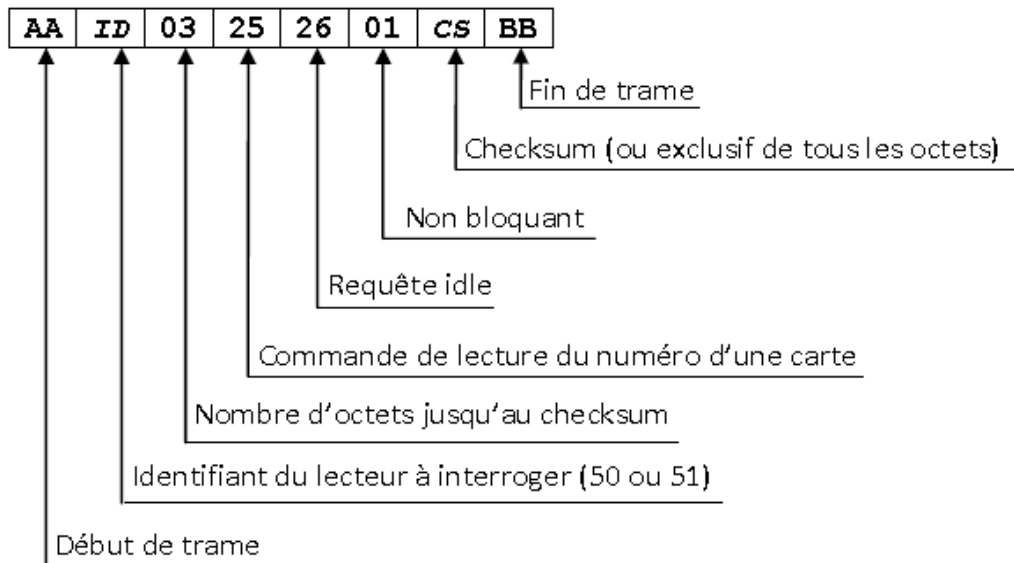 AA ID 03 25 26 01 CS BB
Fin de trame
Checksum (ou exclusif de tous les octets)
Non bloquant
Requête idle
Commande de lecture du numéro d'une carte
Nombre d'octets jusqu'au checksum
Identifiant du lecteur à interroger (50 ou 51)
Début de trame